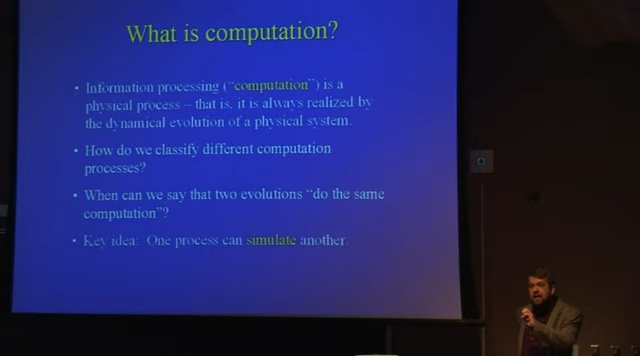 What is computation?
• Information processing ("computation") is a
physical process – that is, it is always realized by
the dynamical evolution of a physical system.
• How do we classify different computation
processes?
• When can we say that two evolutions "do the same
computation"?
• Key idea: One process can simulate another.